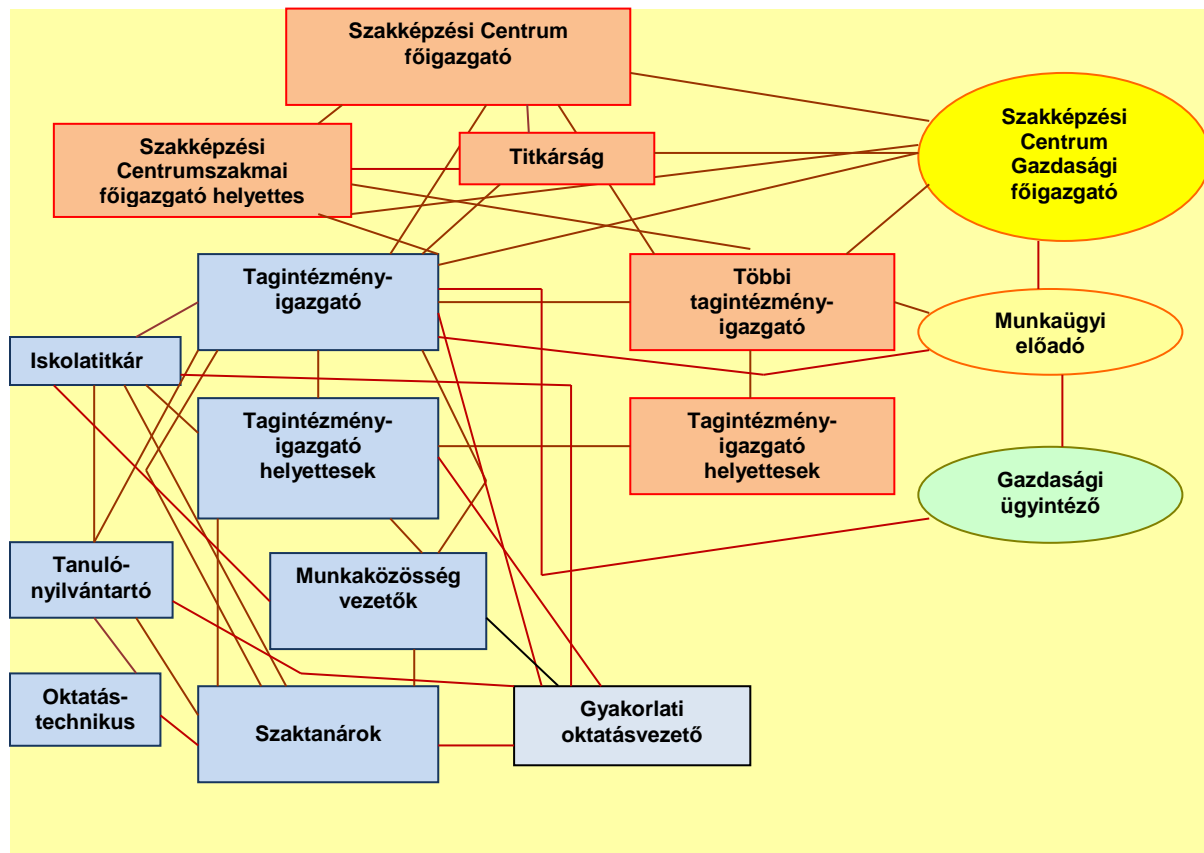 Szakképzési Centrum
főigazgató
Szakképzési
Centrum
Gazdasági
főigazgató
Szakképzési
Centrumszakmai
főigazgató helyettes
Titkárság
Tagintézmény-
igazgató
Többi
tagintézmény-
igazgató
Munkaügyi
előadó
Iskolatitkár
Tagintézmény-
igazgató
helyettesek
Tagintézmény-
igazgató
helyettesek
Gazdasági
ügyintéző
Tanuló-
nyilvántartó
Munkaközösség
vezetők
Oktatás-
technikus
Szaktanárok
Gyakorlati
oktatásvezető